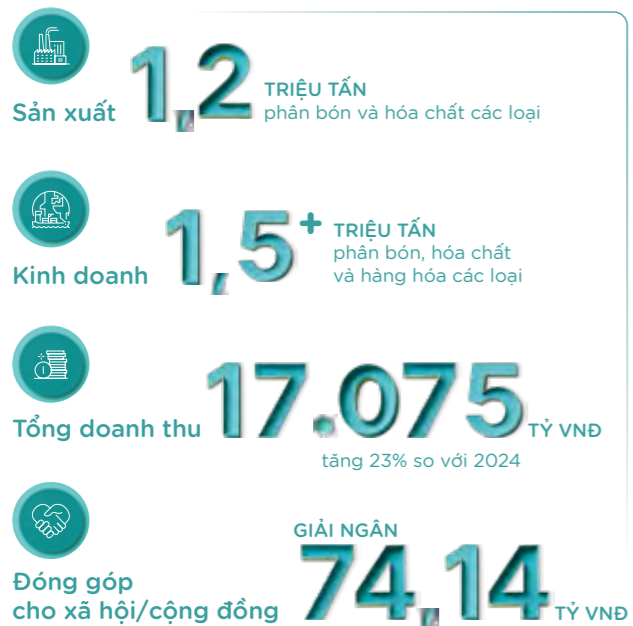 Sản xuất 1,2 TRIỆU TẤN
phân bón và hóa chất các loại
Kinh doanh 1,5+ TRIỆU TẤN
phân bón, hóa chất
và hàng hóa các loại
Tổng doanh thu 17.075 TỶ VNĐ
tăng 23% so với 2024
Đóng góp
cho xã hội/cộng đồng
GIẢI NGÂN
74,14 TỶ VNĐ